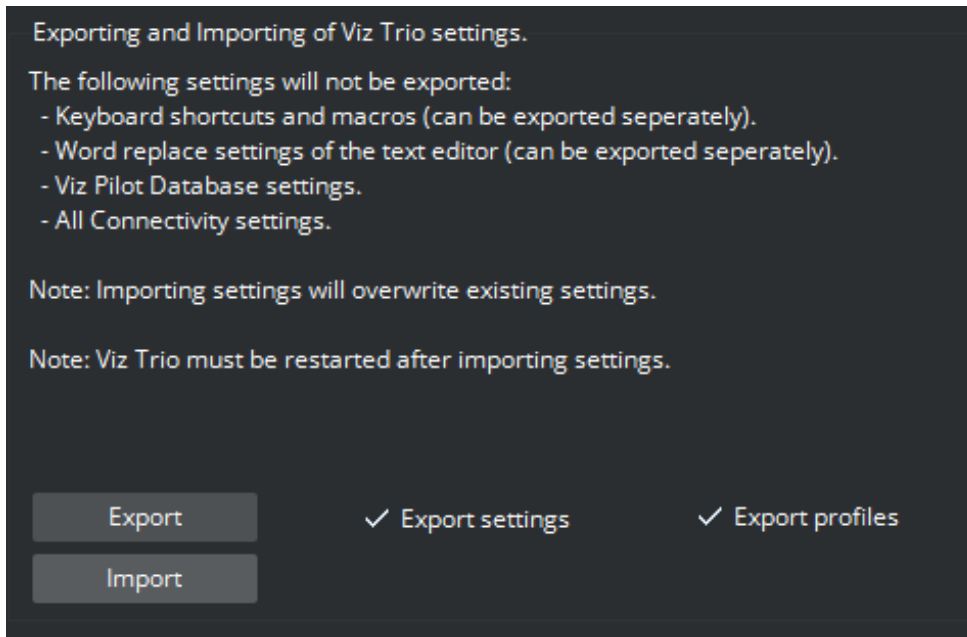 Exporting and Importing of Viz Trio settings.
The following settings will not be exported:
- Keyboard shortcuts and macros (can be exported seperately).
- Word replace settings of the text editor (can be exported seperately).
- Viz Pilot Database settings.
- All Connectivity settings.
Note: Importing settings will overwrite existing settings.
Note: Viz Trio must be restarted after importing settings.
Export ✓ Export settings ✓ Export profiles
Import